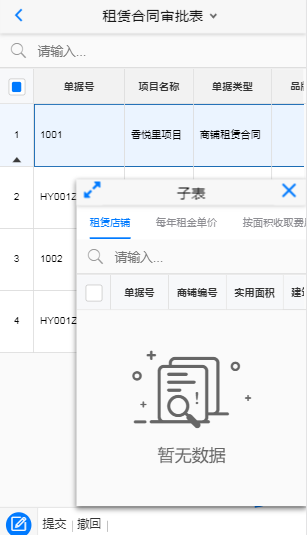 租赁合同审批表
请输入...
单据号 项目名称 单据类型
1 1001 香悦里项目 商铺租赁合同
2 HY001Z
3 1002
4 HY001Z
子表
租赁店铺 每年租金单价 按面积收取费
请输入...
单据号 商铺编号 实用面积
暂无数据
提交 | 撤回 |